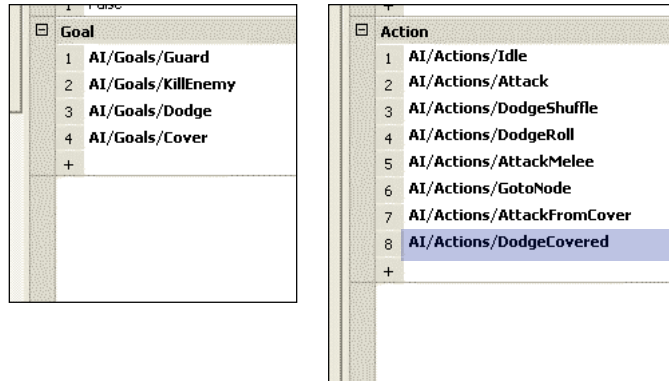 1 False
Goal
1 AI/Goals/Guard
2 AI/Goals/KillEnemy
3 AI/Goals/Dodge
4 AI/Goals/Cover
+
+
Action
1 AI/Actions/Idle
2 AI/Actions/Attack
3 AI/Actions/DodgeShuffle
4 AI/Actions/DodgeRoll
5 AI/Actions/AttackMelee
6 AI/Actions/GotoNode
7 AI/Actions/AttackFromCover
8 AI/Actions/DodgeCovered
+